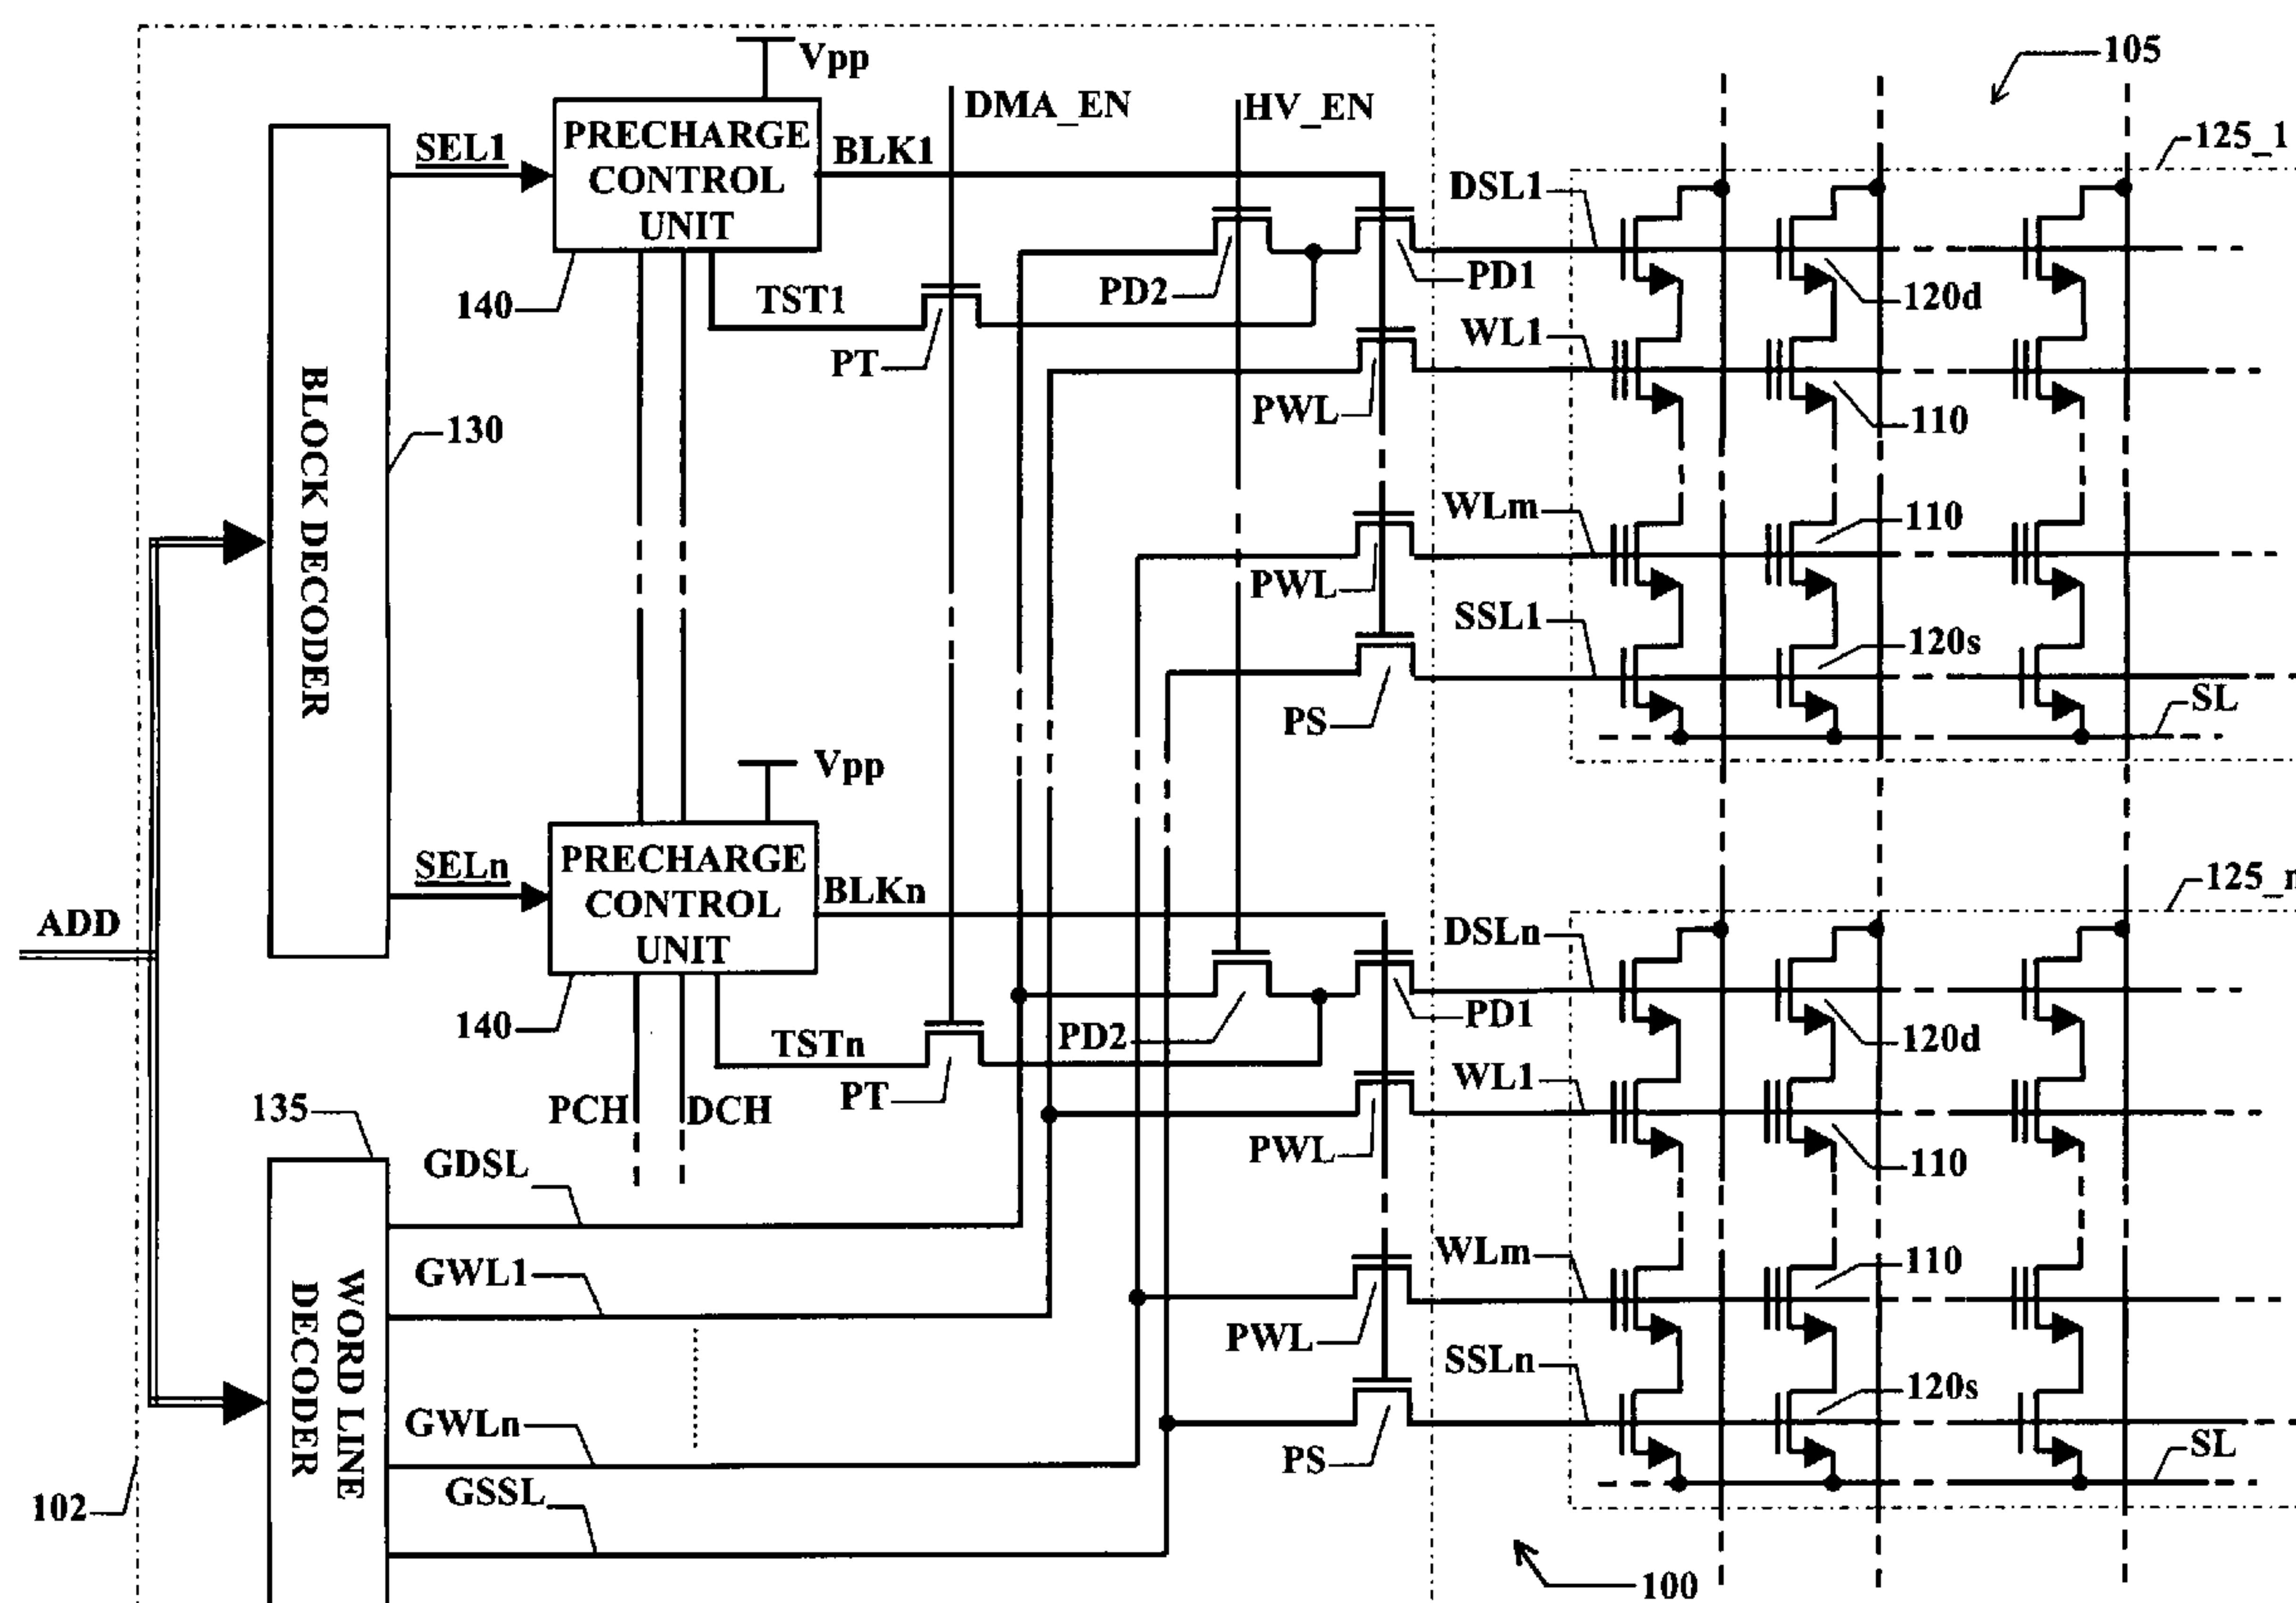 Vpp
105
DMA_EN
HV_EN
PRECHARGE
CONTROL
UNIT
SEL1
BLK1
125_1
DSL1
PD2
PD1
120d
140
TST1
PT
WL1
PWL
110
BLOCK DECODER
130
WLm
110
PWL
SSL1
120s
PS
SL
Vpp
PRECHARGE
CONTROL
UNIT
SELn
BLKn
125_n
ADD
DSLn
PD2
PD1
120d
140
TSTn
PT
WL1
PCH
DCH
135
PWL
110
GDSL
WLm
110
GWL1
WORD LINE
DECODER
PWL
SSLn
120s
GWLn
PS
SL
GSSL
102
100